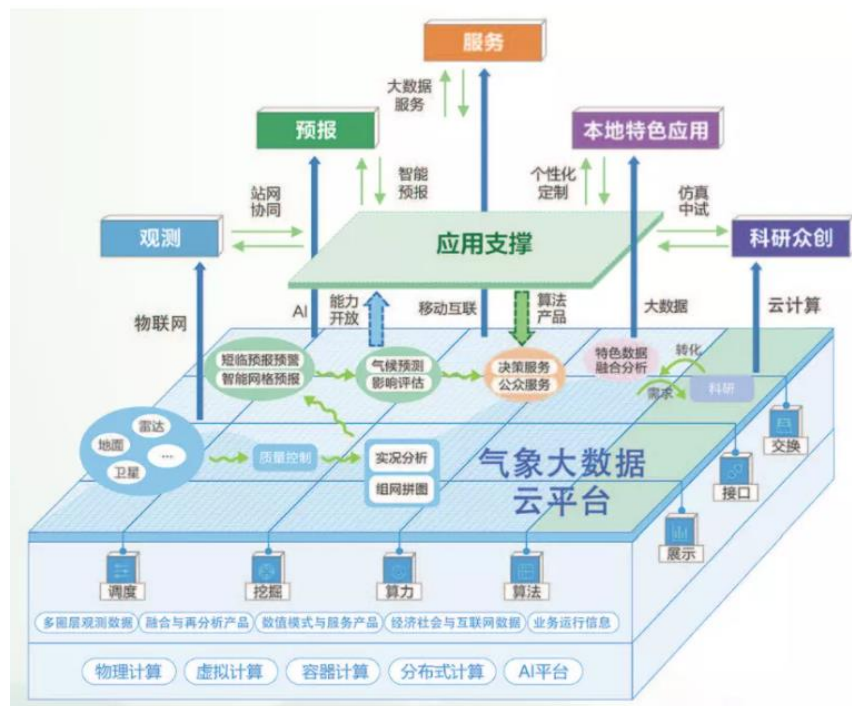 服务
大数据
服务
预报
本地特色应用
智能
预报
个性化
定制
站网
协同
仿真
中试
观测
应用支撑
科研众创
物联网
AI
能力
开放
移动互联
算法
产品
大数据
云计算
短临预报预警
智能网格预报
气候预测
影响评估
决策服务
公众服务
特色数据
融合分析
转化
需求
科研
雷达
地面
...
卫星
质量控制
实况分析
组网拼图
气象大数据
云平台
交换
接口
展示
调度
挖掘
算力
算法
多圈层观测数据
融合与再分析产品
数值模式与服务产品
经济社会与互联网数据
业务运行信息
物理计算
虚拟计算
容器计算
分布式计算
AI平台